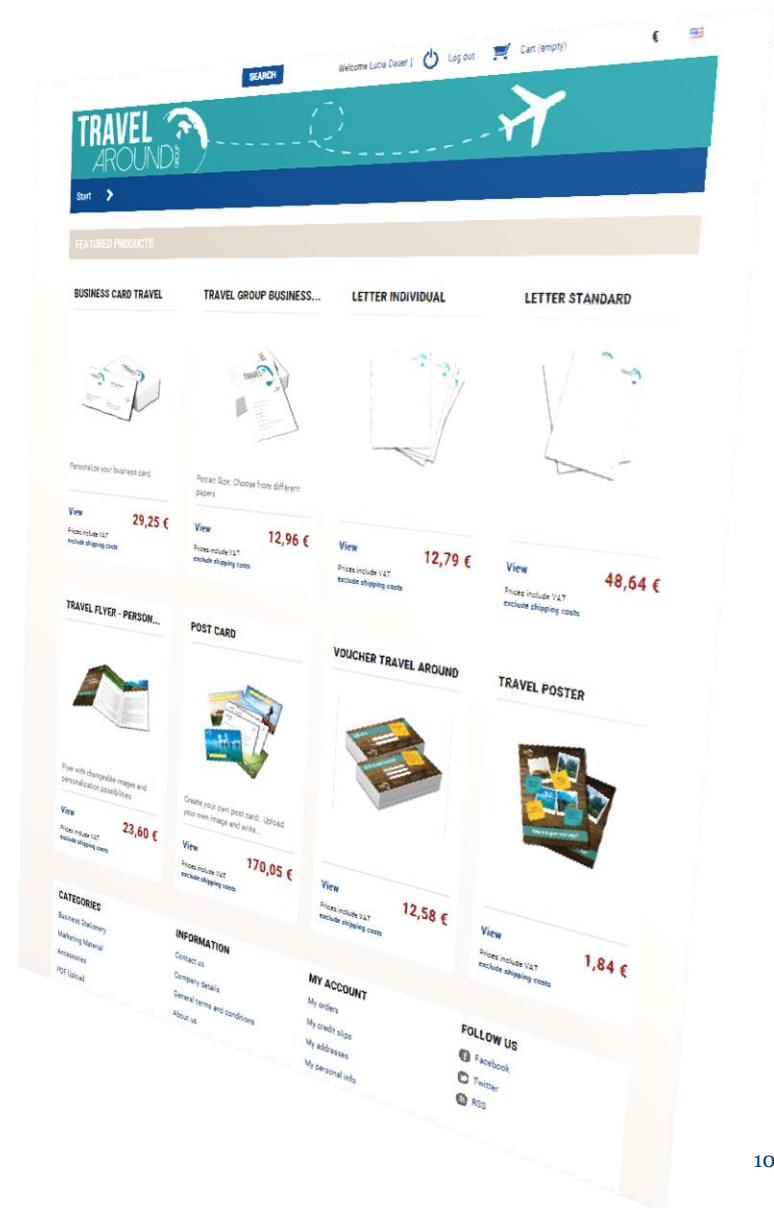 SEARCH
Welcome Lucia Dauer |
Log out
Cart (empty)
€
TRAVEL
AROUND
GROUP
Start
FEATURED PRODUCTS
BUSINESS CARD TRAVEL
TRAVEL GROUP BUSINESS...
LETTER INDIVIDUAL
LETTER STANDARD
Personalize your business card.
Potrait Size. Choose from different
papers
View
29,25 €
Prices include VAT
exclude shipping costs
View
12,96 €
Prices include VAT
exclude shipping costs
View
12,79 €
Prices include VAT
exclude shipping costs
View
48,64 €
Prices include VAT
exclude shipping costs
TRAVEL FLYER - PERSON...
POST CARD
VOUCHER TRAVEL AROUND
TRAVEL POSTER
Flyer with changeable images and
personalization possibilities
Create your own post card: Upload
your own image and write...
View
23,60 €
Prices include VAT
exclude shipping costs
View
170,05 €
Prices include VAT
exclude shipping costs
View
12,58 €
Prices include VAT
exclude shipping costs
View
1,84 €
Prices include VAT
exclude shipping costs
CATEGORIES
Business Stationery
Marketing Material
Accessories
PDF Upload
INFORMATION
Contact us
Company details
General terms and conditions
About us
MY ACCOUNT
My orders
My credit slips
My addresses
My personal info
FOLLOW US
Facebook
Twitter
RSS
10